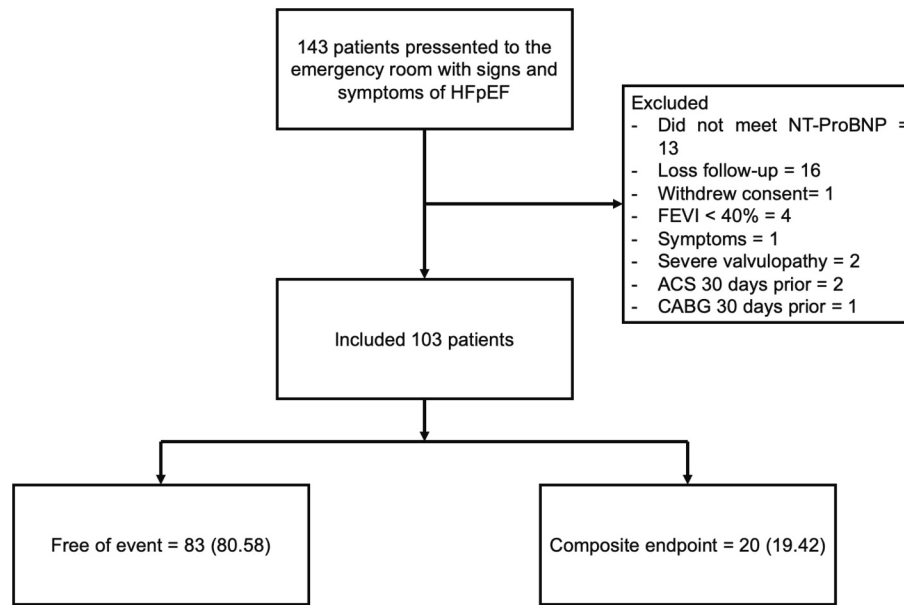 143 patients pressented to the
emergency room with signs and
symptoms of HFpEF
Excluded
- Did not meet NT-ProBNP =
13
- Loss follow-up = 16
- Withdrew consent= 1
- FEVI < 40% = 4
- Symptoms = 1
- Severe valvulopathy = 2
- ACS 30 days prior = 2
- CABG 30 days prior = 1
Included 103 patients
Free of event = 83 (80.58)
Composite endpoint = 20 (19.42)